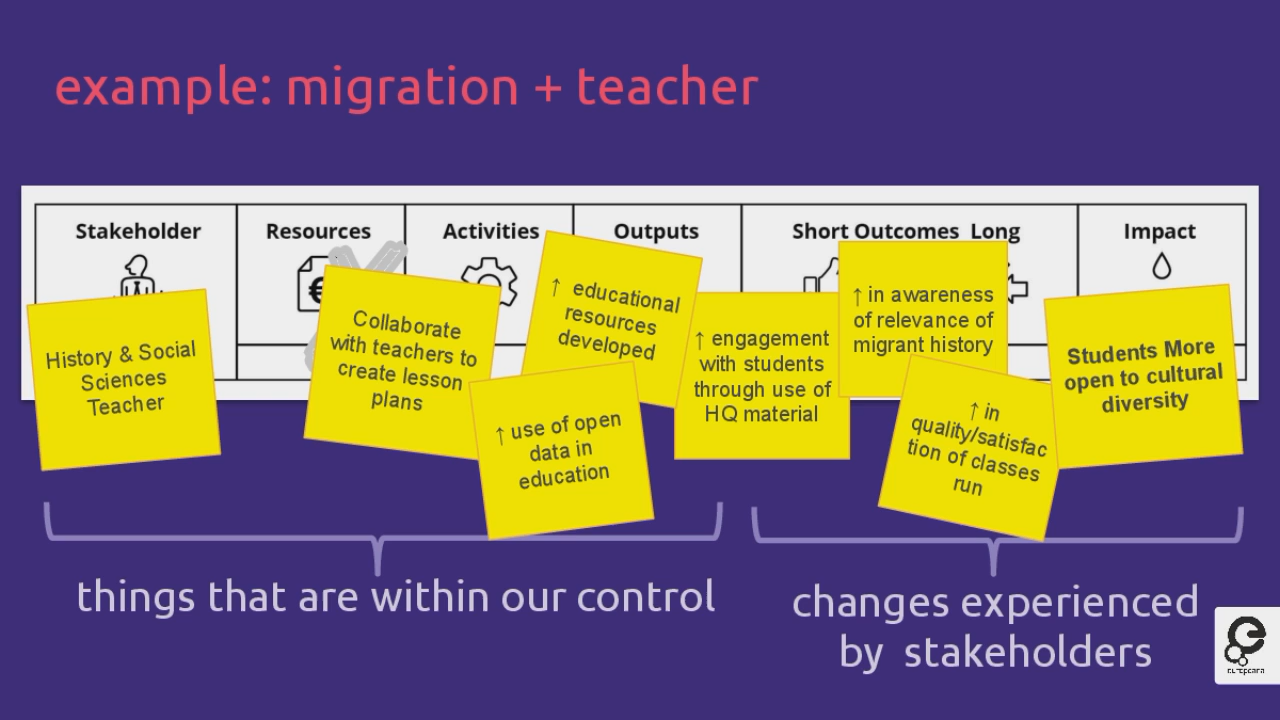 example: migration + teacher
Stakeholder
Resources
Activities
Outputs
Short Outcomes Long
Impact
€
History & Social
Sciences
Teacher
Collaborate
with teachers to
create lesson
plans
↑ educational
resources
developed
↑ use of open
data in
education
↑ engagement
with students
through use of
HQ material
↑ in awareness
of relevance of
migrant history
↑ in
quality/satisfac
tion of classes
run
Students More
open to cultural
diversity
things that are within our control
changes experienced
by stakeholders
europeana